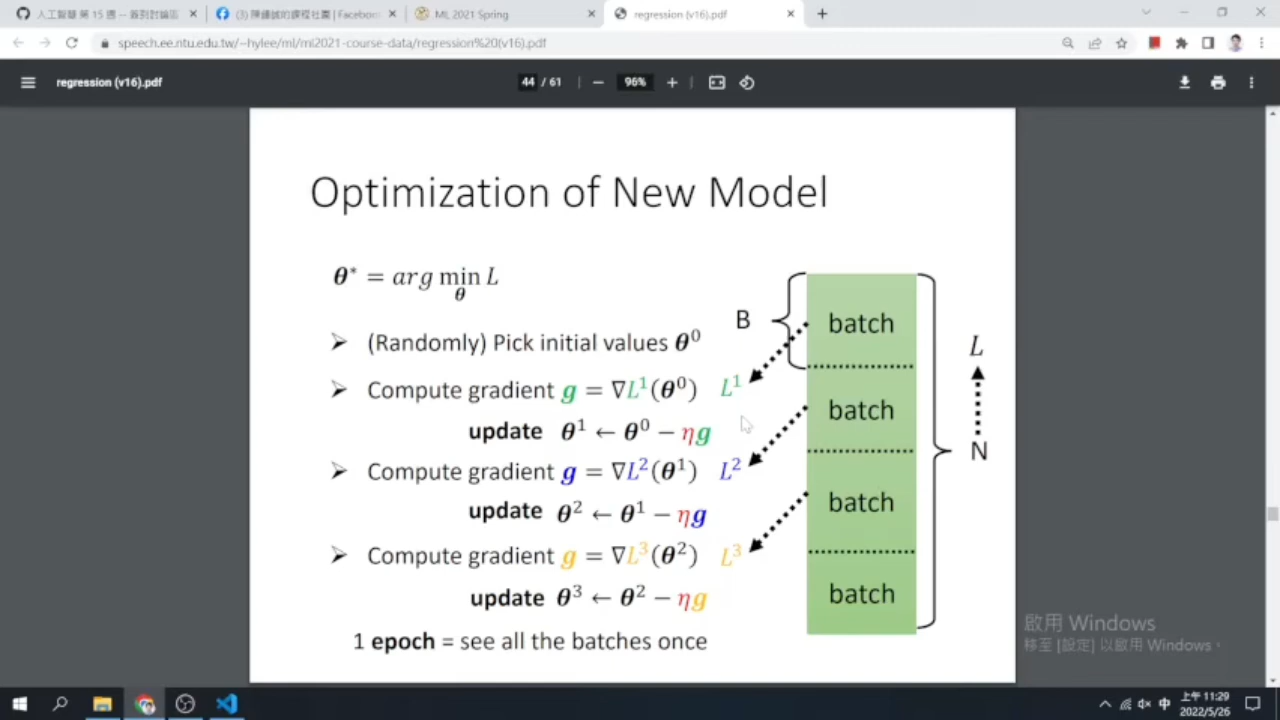 人工智慧 第 15 週 -- 簽到討論區
(3) 陳鍾誠的課程社團 | Facebook
ML 2021 Spring
regression (v16).pdf
speech.ee.ntu.edu.tw/~hylee/ml/ml2021-course-data/regression%20(v16).pdf
regression (v16).pdf
44 / 61
96%
Optimization of New Model
θ* = arg min L
θ
(Randomly) Pick initial values θ⁰
Compute gradient g = ∇L¹(θ⁰) L¹
update θ¹ ← θ⁰ − ηg
Compute gradient g = ∇L²(θ¹) L²
update θ² ← θ¹ − ηg
Compute gradient g = ∇L³(θ²) L³
update θ³ ← θ² − ηg
1 epoch = see all the batches once
B
batch
batch
batch
batch
L
N
啟用 Windows
移至 [設定] 以啟用 Windows。
中
上午 11:29
2022/5/26